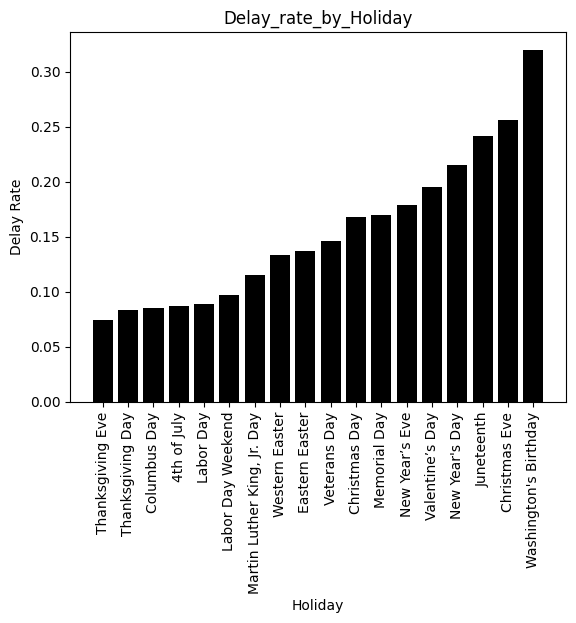 Delay_rate_by_Holiday
Delay Rate
0.30
0.25
0.20
0.15
0.10
0.05
0.00
Thanksgiving Eve
Thanksgiving Day
Columbus Day
4th of July
Labor Day
Labor Day Weekend
Martin Luther King, Jr. Day
Western Easter
Eastern Easter
Veterans Day
Christmas Day
Memorial Day
New Year’s Eve
Valentine’s Day
New Year's Day
Juneteenth
Christmas Eve
Washington's Birthday
Holiday